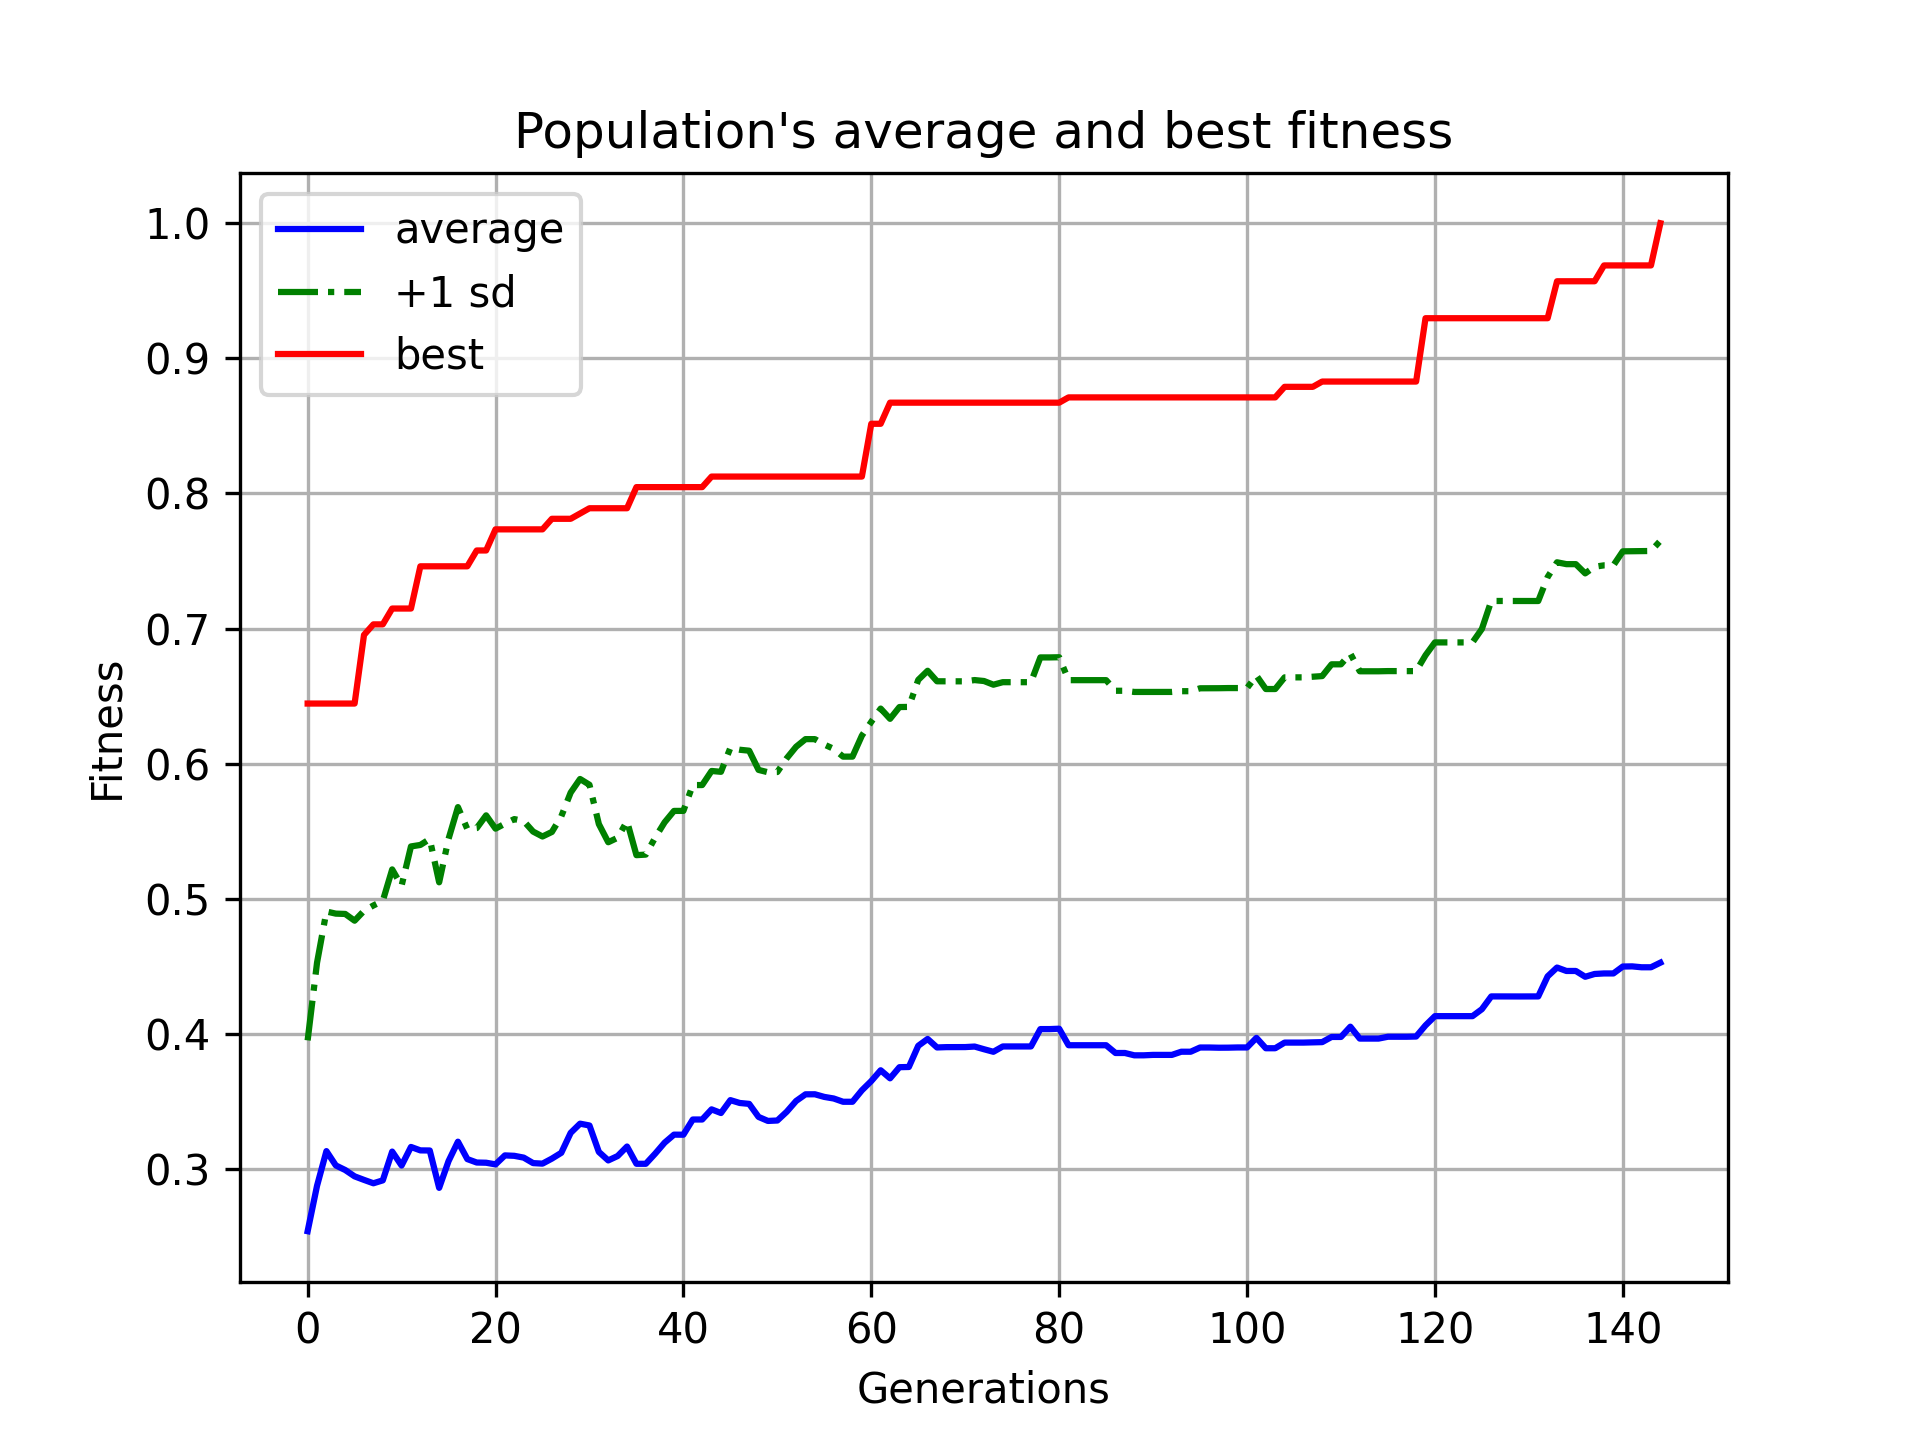 Population's average and best fitness
average
+1 sd
best
1.0
0.9
0.8
0.7
0.6
0.5
0.4
0.3
Fitness
0 20 40 60 80 100 120 140
Generations